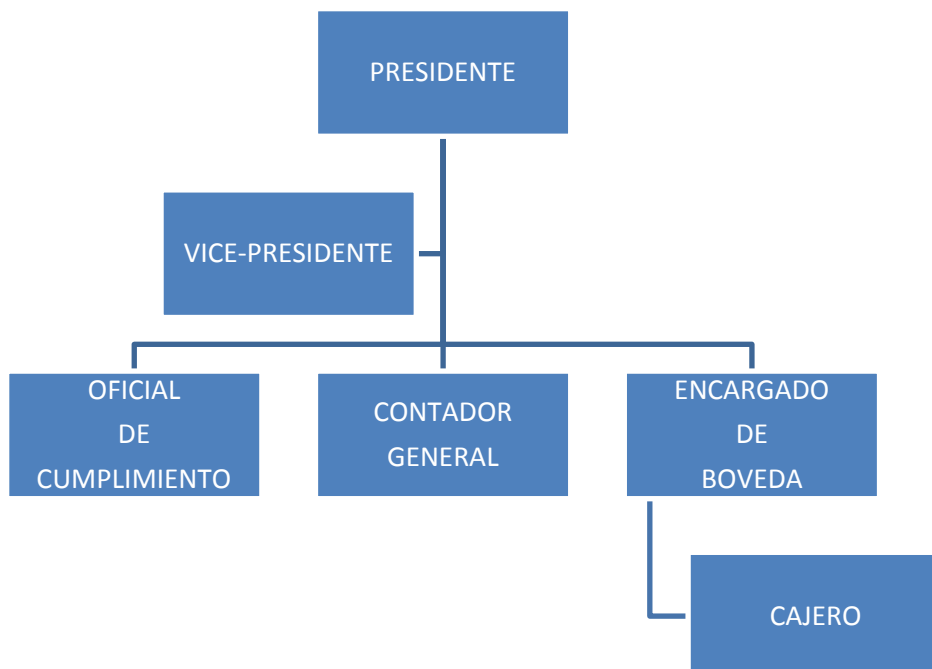 PRESIDENTE
VICE-PRESIDENTE
OFICIAL
DE
CUMPLIMIENTO
CONTADOR
GENERAL
ENCARGADO
DE
BOVEDA
CAJERO